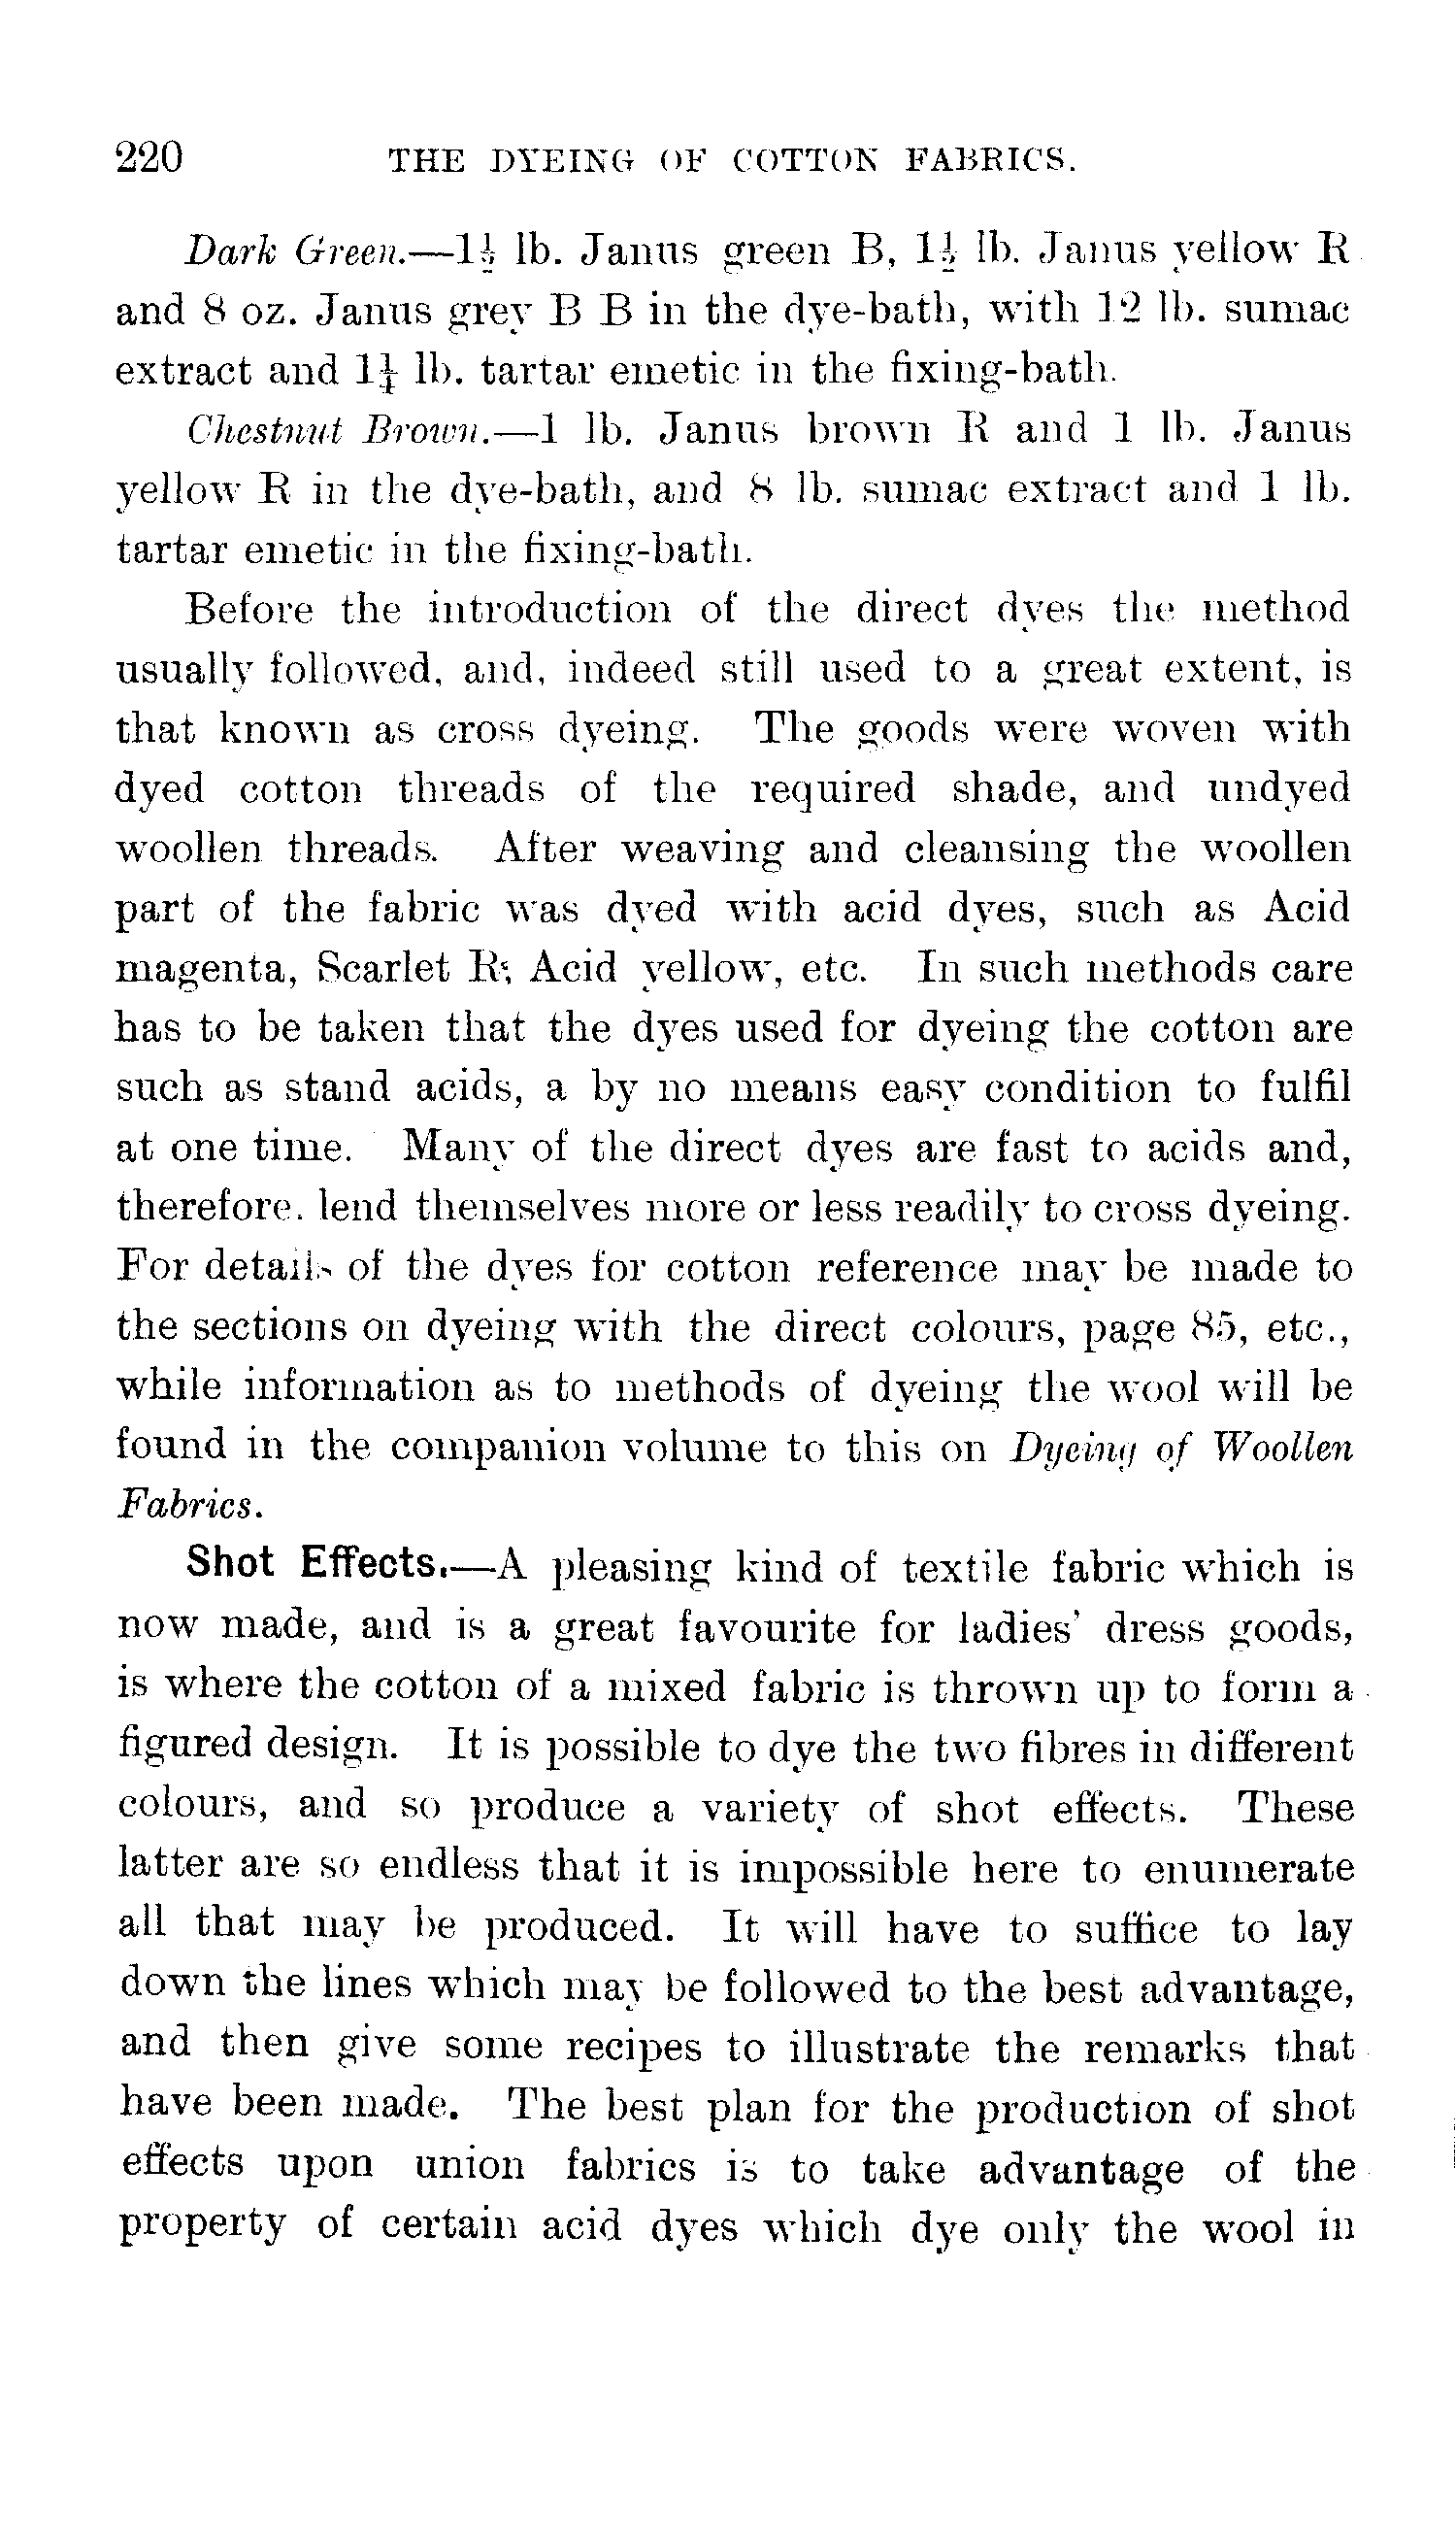 220 THE DYEING OF COTTON FABRICS.
Dark Green.—1½ lb. Janus green B, 1½ lb. Janus yellow R
and 8 oz. Janus grey B B in the dye-bath, with 12 lb. sumac
extract and 1¼ lb. tartar emetic in the fixing-bath.
Chestnut Brown.—1 lb. Janus brown R and 1 lb. Janus
yellow R in the dye-bath, and 8 lb. sumac extract and 1 lb.
tartar emetic in the fixing-bath.
Before the introduction of the direct dyes the method
usually followed, and, indeed still used to a great extent, is
that known as cross dyeing. The goods were woven with
dyed cotton threads of the required shade, and undyed
woollen threads. After weaving and cleansing the woollen
part of the fabric was dyed with acid dyes, such as Acid
magenta, Scarlet R, Acid yellow, etc. In such methods care
has to be taken that the dyes used for dyeing the cotton are
such as stand acids, a by no means easy condition to fulfil
at one time. Many of the direct dyes are fast to acids and,
therefore, lend themselves more or less readily to cross dyeing.
For details of the dyes for cotton reference may be made to
the sections on dyeing with the direct colours, page 85, etc.,
while information as to methods of dyeing the wool will be
found in the companion volume to this on Dyeing of Woollen
Fabrics.
Shot Effects.—A pleasing kind of textile fabric which is
now made, and is a great favourite for ladies' dress goods,
is where the cotton of a mixed fabric is thrown up to form a
figured design. It is possible to dye the two fibres in different
colours, and so produce a variety of shot effects. These
latter are so endless that it is impossible here to enumerate
all that may be produced. It will have to suffice to lay
down the lines which may be followed to the best advantage,
and then give some recipes to illustrate the remarks that
have been made. The best plan for the production of shot
effects upon union fabrics is to take advantage of the
property of certain acid dyes which dye only the wool in